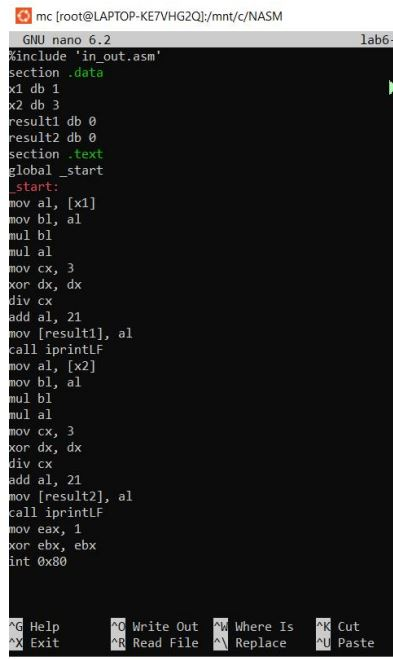 mc [root@LAPTOP-KE7VHG2Q]:/mnt/c/NASM
GNU nano 6.2 lab6-
%include 'in_out.asm'
section .data
x1 db 1
x2 db 3
result1 db 0
result2 db 0
section .text
global _start
_start:
mov al, [x1]
mov bl, al
mul bl
mul al
mov cx, 3
xor dx, dx
div cx
add al, 21
mov [result1], al
call iprintLF
mov al, [x2]
mov bl, al
mul bl
mul al
mov cx, 3
xor dx, dx
div cx
add al, 21
mov [result2], al
call iprintLF
mov eax, 1
xor ebx, ebx
int 0x80
^G Help ^O Write Out ^W Where Is ^K Cut
^X Exit ^R Read File ^\ Replace ^U Paste